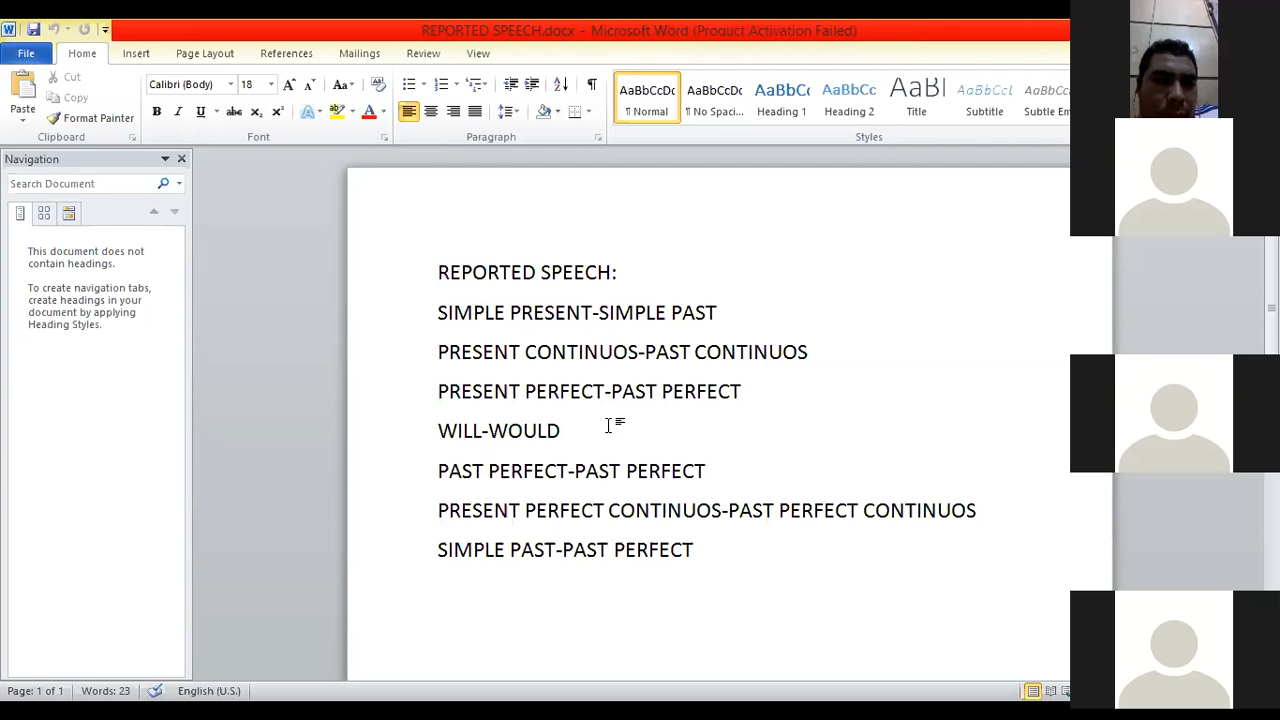 REPORTED SPEECH.docx - Microsoft Word (Product Activation Failed)
File Home Insert Page Layout References Mailings Review View
Cut
Copy
Format Painter
Paste
Clipboard
Calibri (Body) 18
Font
Paragraph
AaBbCcDc AaBbCcDc AaBbCc AaBbCc AaBl AaBbCcL AaBbCcL
¶ Normal ¶ No Spaci... Heading 1 Heading 2 Title Subtitle Subtle Em
Styles
Navigation
Search Document
This document does not
contain headings.
To create navigation tabs,
create headings in your
document by applying
Heading Styles.
REPORTED SPEECH:
SIMPLE PRESENT-SIMPLE PAST
PRESENT CONTINUOS-PAST CONTINUOS
PRESENT PERFECT-PAST PERFECT
WILL-WOULD
PAST PERFECT-PAST PERFECT
PRESENT PERFECT CONTINUOS-PAST PERFECT CONTINUOS
SIMPLE PAST-PAST PERFECT
Page: 1 of 1 Words: 23 English (U.S.)